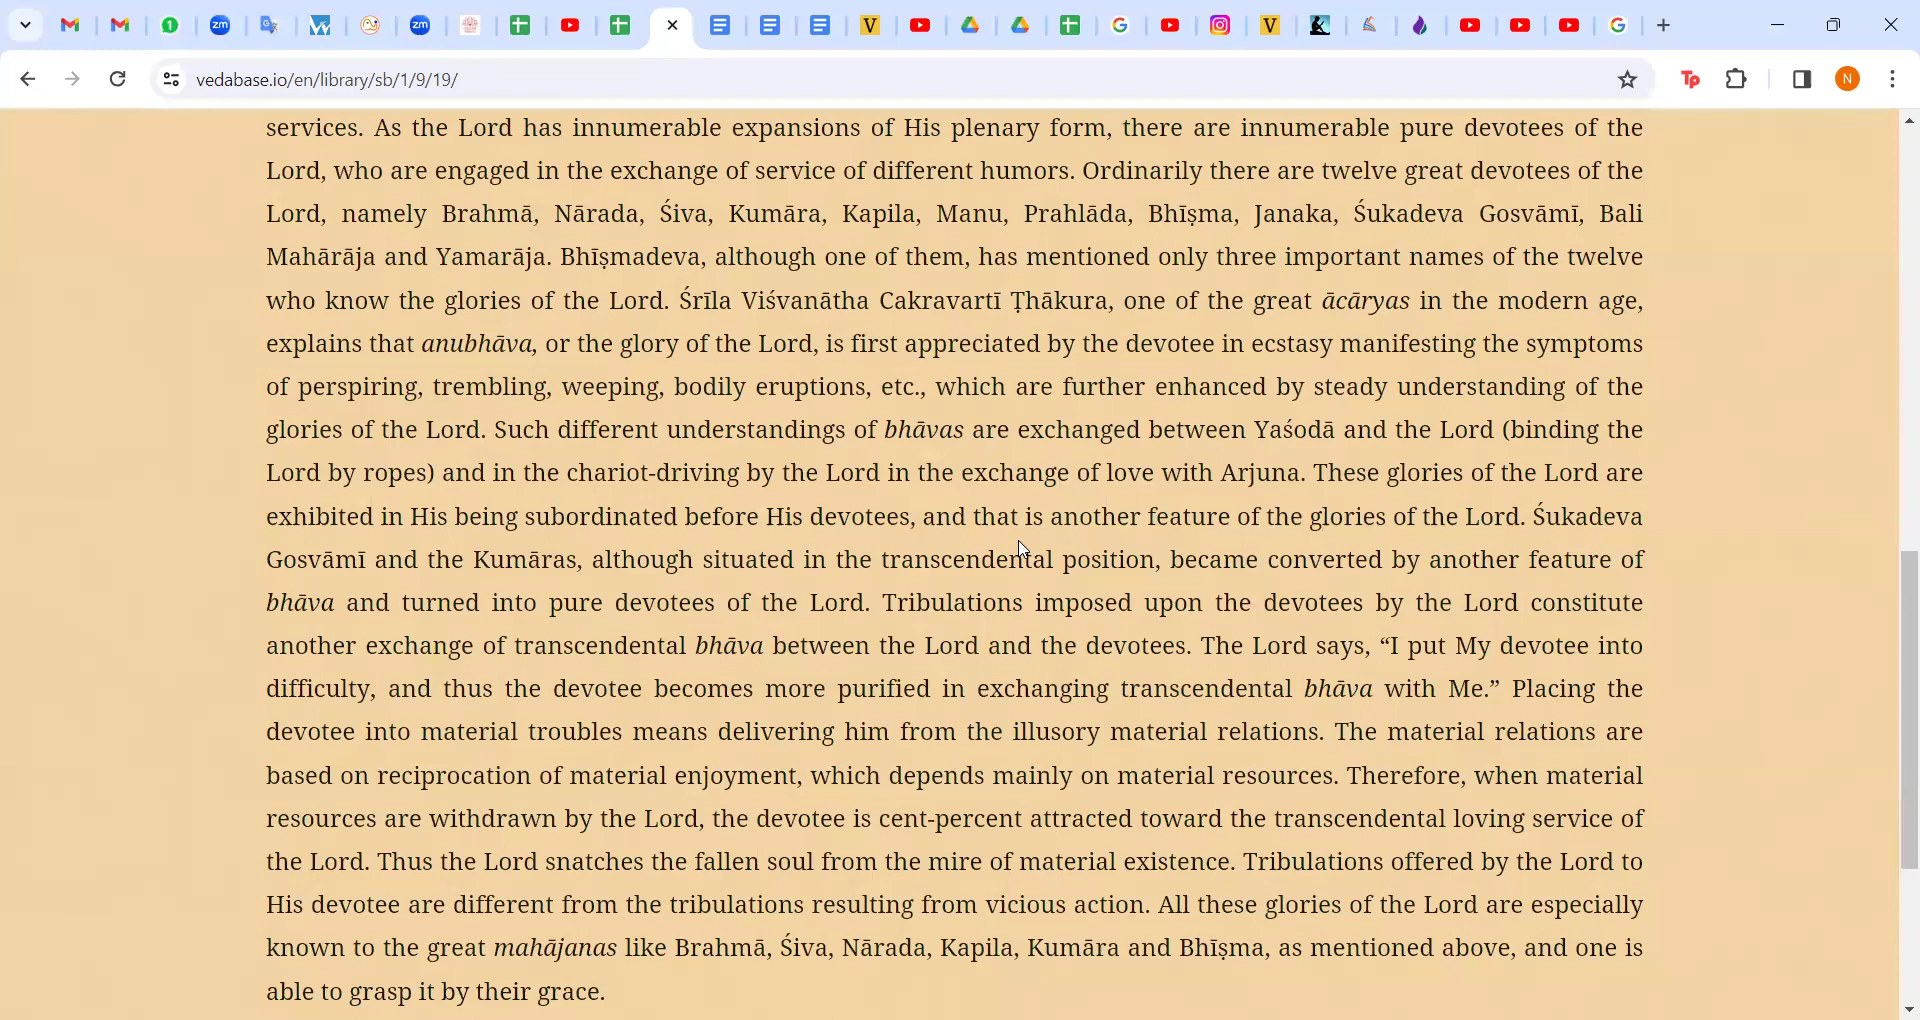 vedabase.io/en/library/sb/1/9/19/
services. As the Lord has innumerable expansions of His plenary form, there are innumerable pure devotees of the
Lord, who are engaged in the exchange of service of different humors. Ordinarily there are twelve great devotees of the
Lord, namely Brahmā, Nārada, Śiva, Kumāra, Kapila, Manu, Prahlāda, Bhīṣma, Janaka, Śukadeva Gosvāmī, Bali
Mahārāja and Yamarāja. Bhīṣmadeva, although one of them, has mentioned only three important names of the twelve
who know the glories of the Lord. Śrīla Viśvanātha Cakravartī Ṭhākura, one of the great ācāryas in the modern age,
explains that anubhāva, or the glory of the Lord, is first appreciated by the devotee in ecstasy manifesting the symptoms
of perspiring, trembling, weeping, bodily eruptions, etc., which are further enhanced by steady understanding of the
glories of the Lord. Such different understandings of bhāvas are exchanged between Yaśodā and the Lord (binding the
Lord by ropes) and in the chariot-driving by the Lord in the exchange of love with Arjuna. These glories of the Lord are
exhibited in His being subordinated before His devotees, and that is another feature of the glories of the Lord. Śukadeva
Gosvāmī and the Kumāras, although situated in the transcendental position, became converted by another feature of
bhāva and turned into pure devotees of the Lord. Tribulations imposed upon the devotees by the Lord constitute
another exchange of transcendental bhāva between the Lord and the devotees. The Lord says, “I put My devotee into
difficulty, and thus the devotee becomes more purified in exchanging transcendental bhāva with Me.” Placing the
devotee into material troubles means delivering him from the illusory material relations. The material relations are
based on reciprocation of material enjoyment, which depends mainly on material resources. Therefore, when material
resources are withdrawn by the Lord, the devotee is cent-percent attracted toward the transcendental loving service of
the Lord. Thus the Lord snatches the fallen soul from the mire of material existence. Tribulations offered by the Lord to
His devotee are different from the tribulations resulting from vicious action. All these glories of the Lord are especially
known to the great mahājanas like Brahmā, Śiva, Nārada, Kapila, Kumāra and Bhīṣma, as mentioned above, and one is
able to grasp it by their grace.